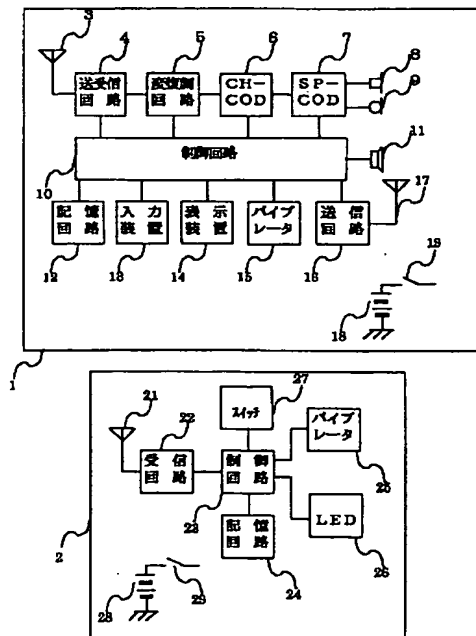 3
4
5
6
7
8
送受信
回路
変復調
回路
CH-
COD
SP-
COD
9
制御回路
11
10
17
記憶
回路
入力
装置
表示
装置
バイブ
レータ
送信
回路
12
13
14
15
16
19
18
1
27
21
22
スイッチ
バイブ
レータ
受信
回路
制御
回路
25
23
記憶
回路
LED
2
24
26
28
29